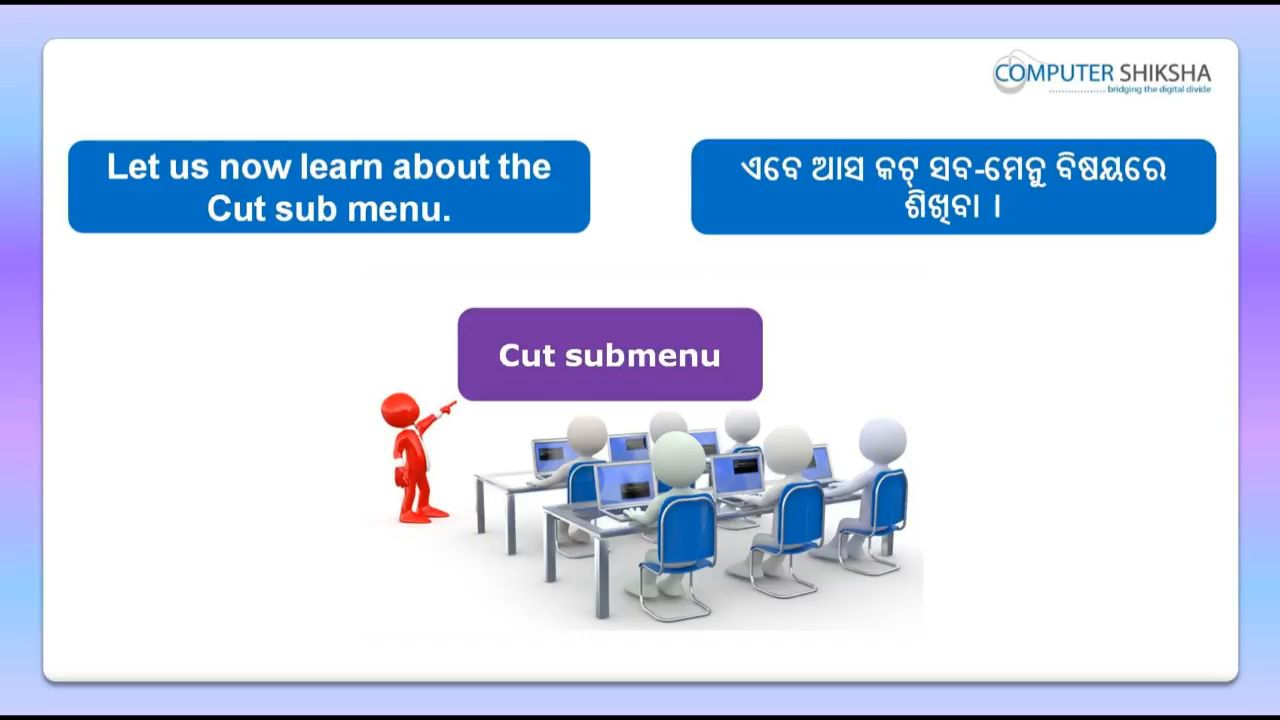 COMPUTER SHIKSHA
bridging the digital divide
Let us now learn about the
Cut sub menu.
ଏବେ ଆସ କଟ୍ ସବ-ମେନୁ ବିଷୟରେ
ଶିଖିବା ।
Cut submenu